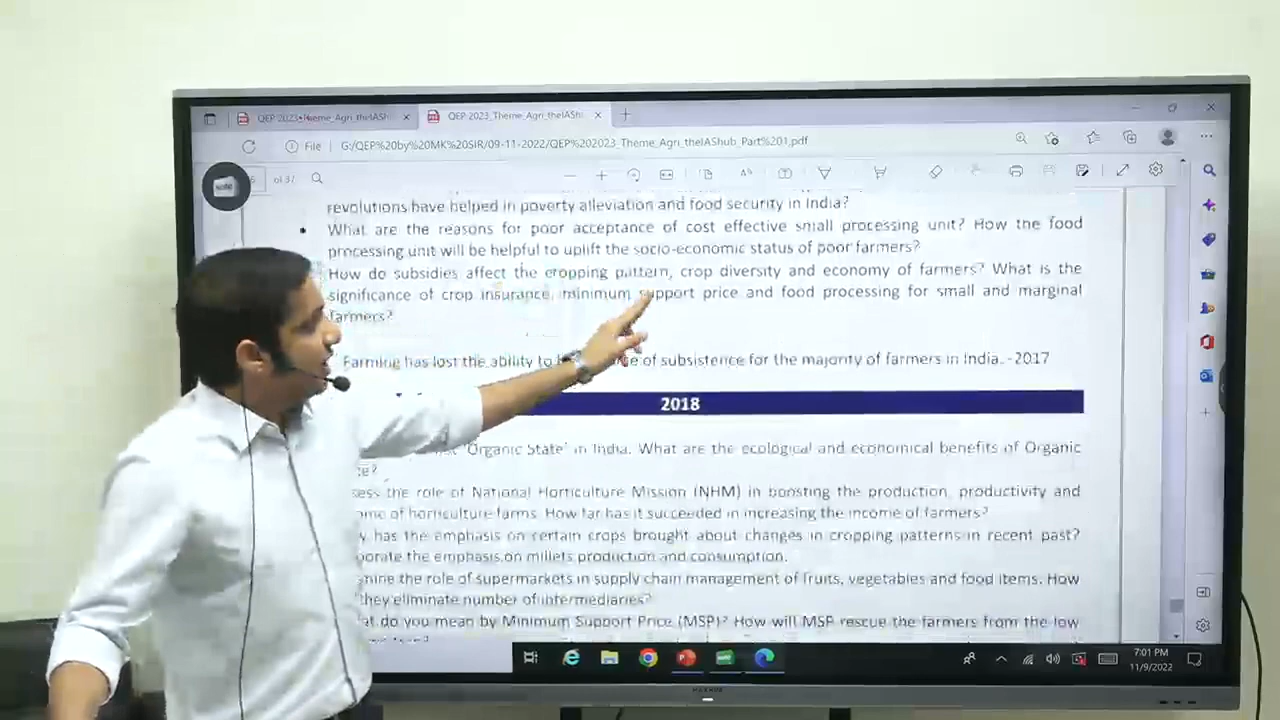 QEP 2023_Theme_Agri_theIASh
QEP 2023_Theme_Agri_theIASh
File G:/QEP%20by%20MK%20SIR/09-11-2022/QEP%202023_Theme_Agri_theIAShub_Part%201.pdf
of 37
revolutions have helped in poverty alleviation and food security in India?
• What are the reasons for poor acceptance of cost effective small processing unit? How the food
processing unit will be helpful to uplift the socio-economic status of poor farmers?
How do subsidies affect the cropping pattern, crop diversity and economy of farmers? What is the
significance of crop insurance, minimum support price and food processing for small and marginal
farmers?
Farming has lost the ability to of subsistence for the majority of farmers in India. -2017
2018
'Organic State' in India. What are the ecological and economical benefits of Organic
the role of National Horticulture Mission (NHM) in boosting the production, productivity and
of horticulture farms. How far has it succeeded in increasing the income of farmers?
has the emphasis on certain crops brought about changes in cropping patterns in recent past?
the emphasis on millets production and consumption.
the role of supermarkets in supply chain management of fruits, vegetables and food items. How
they eliminate number of intermediaries?
do you mean by Minimum Support Price (MSP)? How will MSP rescue the farmers from the low
7:01 PM
11/9/2022